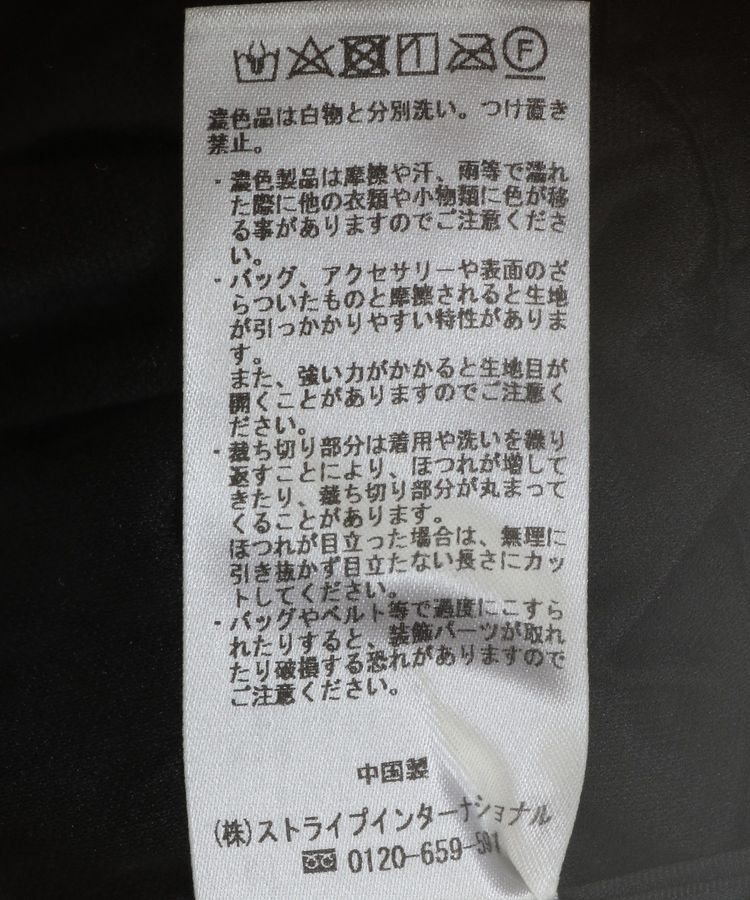 濃色品は白物と分別洗い。つけ置き
禁止。
・濃色製品は摩擦や汗、雨等で濡れ
た際に他の衣類や小物類に色が移
る事がありますのでご注意くださ
い。
・バッグ、アクセサリーや表面のざ
らついたものと摩擦されると生地
が引っかかりやすい特性がありま
す。
また、強い力がかかると生地目が
開くことがありますのでご注意く
ださい。
・裁ち切り部分は着用や洗いを繰り
返すことにより、ほつれが増して
きたり、裁ち切り部分が丸まって
くることがあります。
ほつれが目立った場合は、無理に
引き抜かず目立たない長さにカッ
トしてください。
・バッグやベルト等で過度にこすら
れたりすると、装飾パーツが取れ
たり破損する恐れがありますので
ご注意ください。
中国製
(株)ストライプインターナショナル
0120-659-591